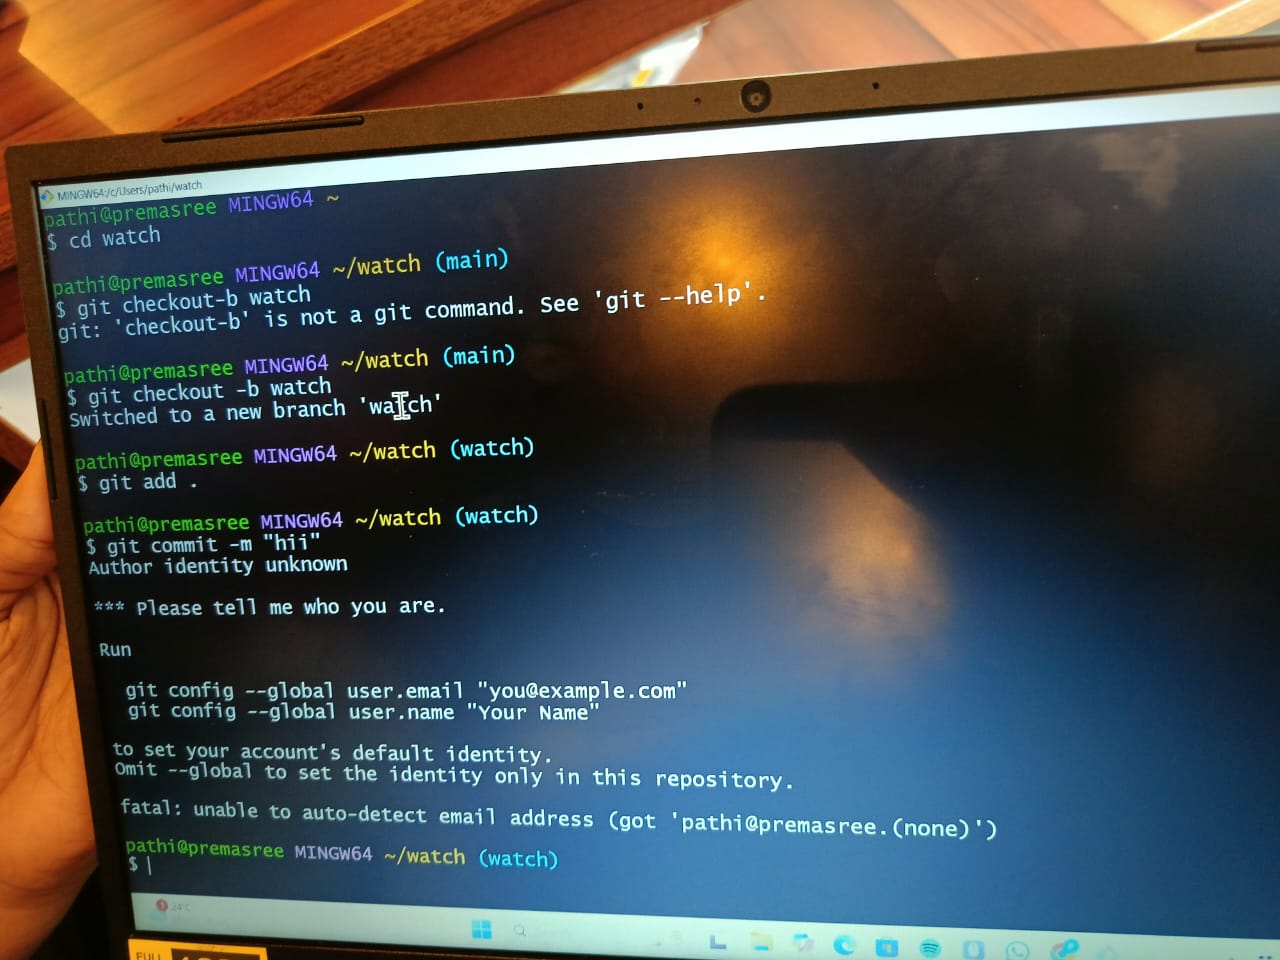 MINGW64:/c/Users/pathi/watch
pathi@premasree MINGW64 ~
$ cd watch
pathi@premasree MINGW64 ~/watch (main)
$ git checkout-b watch
git: 'checkout-b' is not a git command. See 'git --help'.
pathi@premasree MINGW64 ~/watch (main)
$ git checkout -b watch
Switched to a new branch 'watch'
pathi@premasree MINGW64 ~/watch (watch)
$ git add .
pathi@premasree MINGW64 ~/watch (watch)
$ git commit -m "hii"
Author identity unknown
*** Please tell me who you are.
Run
git config --global user.email "you@example.com"
git config --global user.name "Your Name"
to set your account's default identity.
Omit --global to set the identity only in this repository.
fatal: unable to auto-detect email address (got 'pathi@premasree.(none)')
pathi@premasree MINGW64 ~/watch (watch)
$
1 24°C
FULL